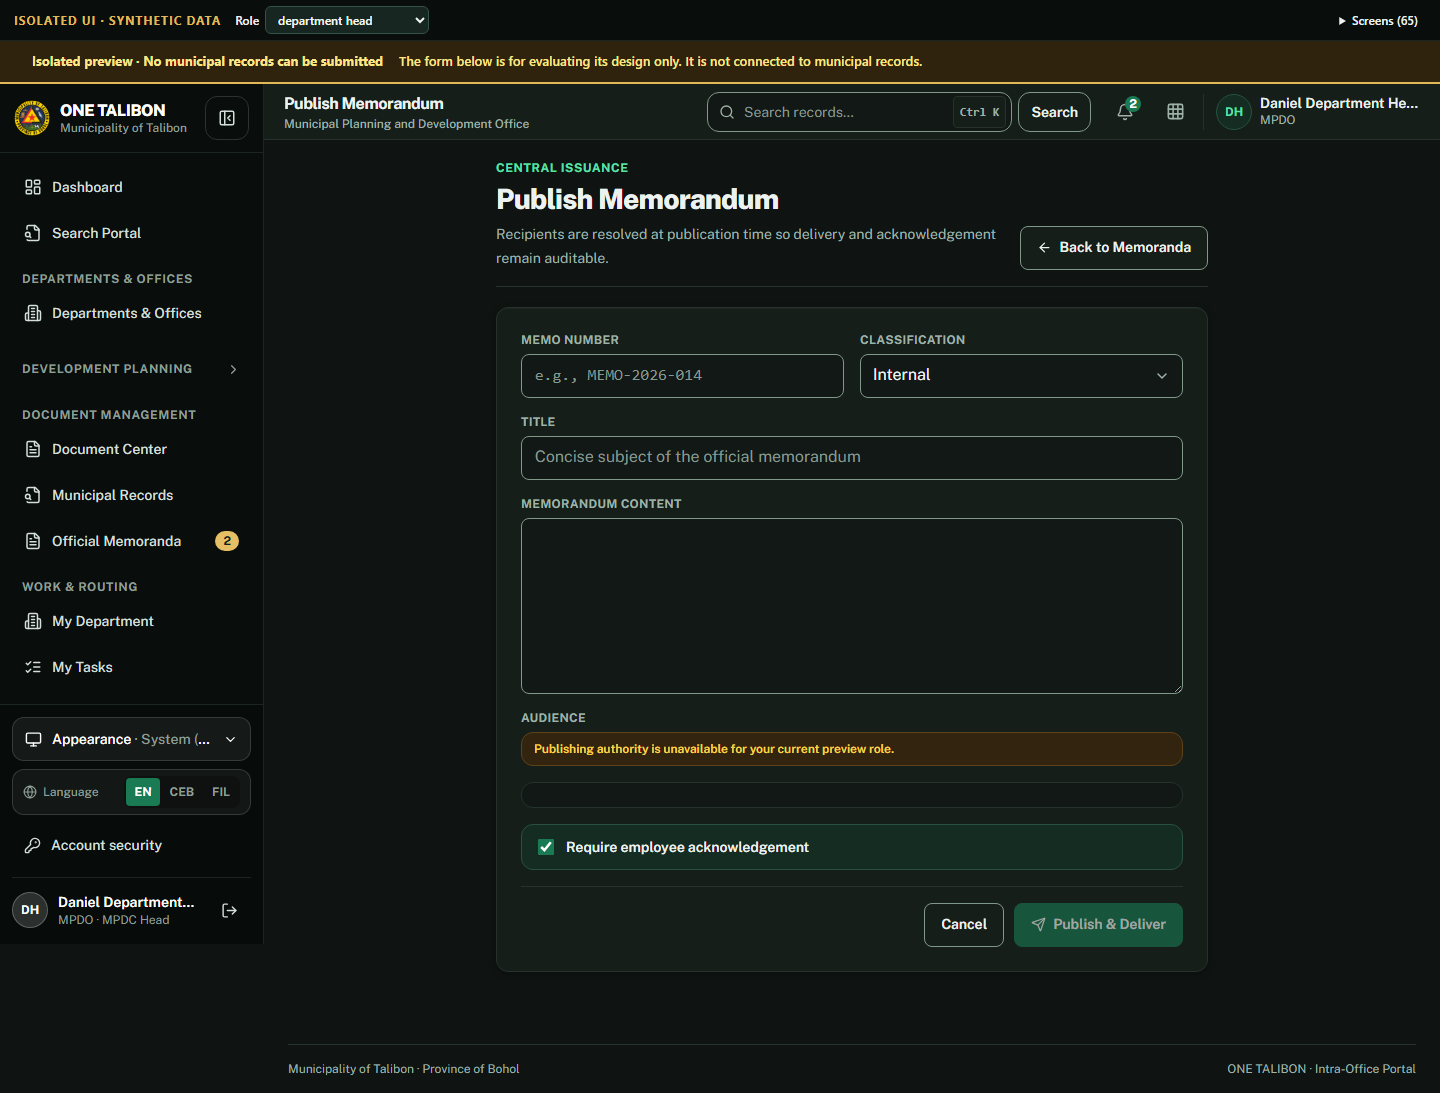 ISOLATED UI · SYNTHETIC DATA
Role
department head
Screens (65)
Isolated preview · No municipal records can be submitted
The form below is for evaluating its design only. It is not connected to municipal records.
ONE TALIBON
Municipality of Talibon
Publish Memorandum
Municipal Planning and Development Office
Search records...
Ctrl K
Search
2
DH
Daniel Department He...
MPDO
Dashboard
Search Portal
DEPARTMENTS & OFFICES
Departments & Offices
DEVELOPMENT PLANNING
DOCUMENT MANAGEMENT
Document Center
Municipal Records
Official Memoranda
2
WORK & ROUTING
My Department
My Tasks
Appearance · System (...
Language
EN
CEB
FIL
Account security
DH
Daniel Department...
MPDO · MPDC Head
CENTRAL ISSUANCE
Publish Memorandum
Recipients are resolved at publication time so delivery and acknowledgement
remain auditable.
Back to Memoranda
MEMO NUMBER
e.g., MEMO-2026-014
CLASSIFICATION
Internal
TITLE
Concise subject of the official memorandum
MEMORANDUM CONTENT
AUDIENCE
Publishing authority is unavailable for your current preview role.
Require employee acknowledgement
Cancel
Publish & Deliver
Municipality of Talibon · Province of Bohol
ONE TALIBON · Intra-Office Portal